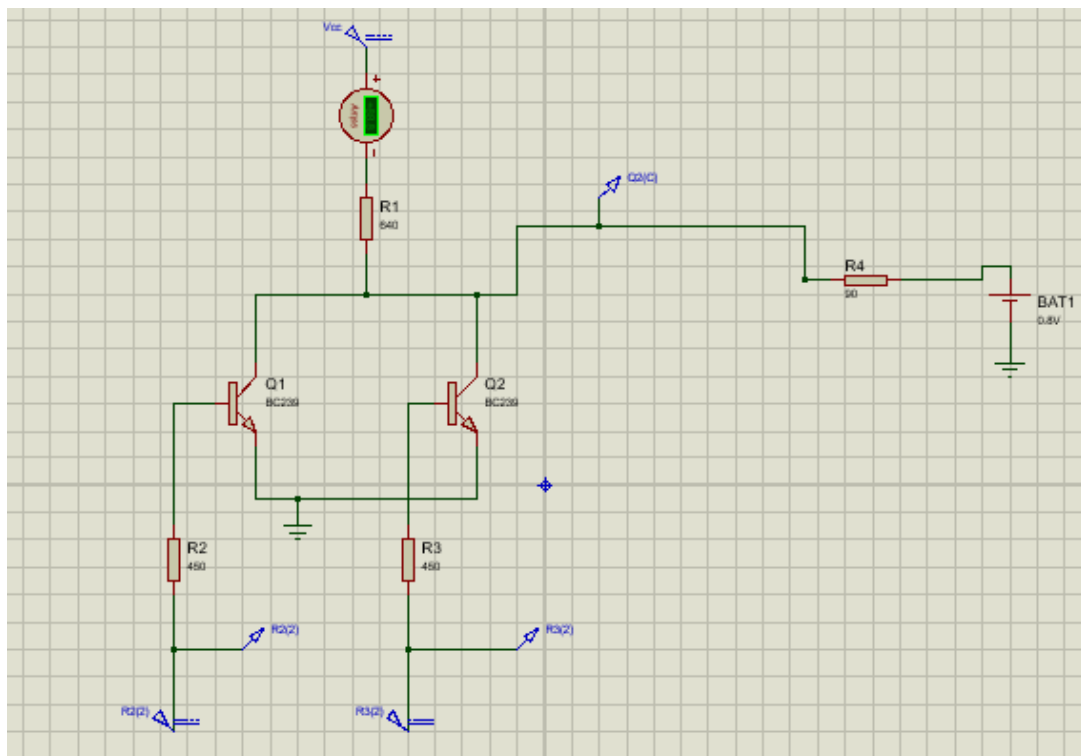 Vcc
Q2(C)
R1
640
R4
90
BAT1
0.8V
Q1
BC239
Q2
BC239
R2
450
R3
450
R2(2)
R3(2)
R2(2)
R3(2)